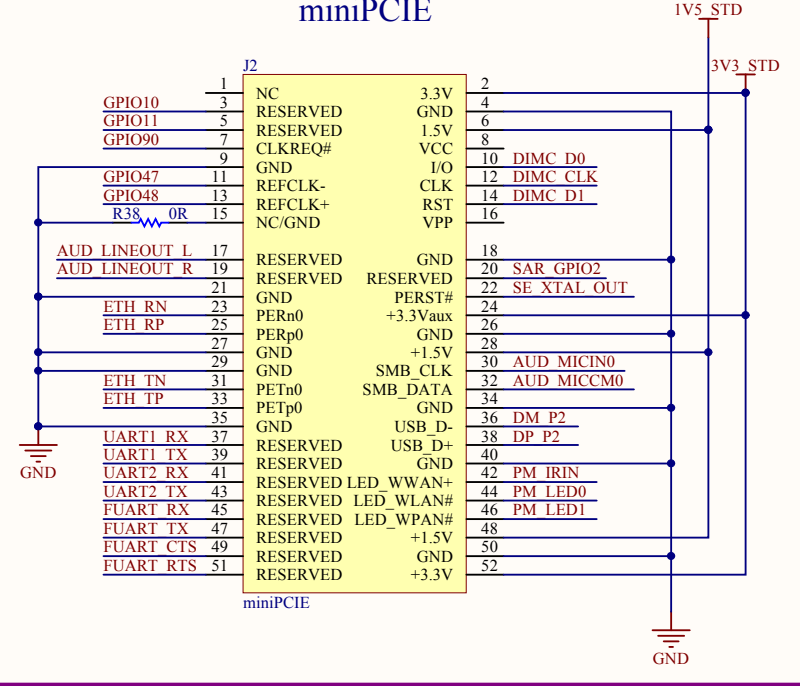 miniPCIE
1V5_STD
3V3_STD
J2
1 NC 3.3V 2
GPIO10 3 RESERVED GND 4
GPIO11 5 RESERVED 1.5V 6
GPIO90 7 CLKREQ# VCC 8
9 GND I/O 10 DIMC_D0
GPIO47 11 REFCLK- CLK 12 DIMC_CLK
GPIO48 13 REFCLK+ RST 14 DIMC_D1
R38 0R 15 NC/GND VPP 16
AUD_LINEOUT_L 17 RESERVED GND 18
AUD_LINEOUT_R 19 RESERVED RESERVED 20 SAR_GPIO2
21 GND PERST# 22 SE_XTAL_OUT
ETH_RN 23 PERn0 +3.3Vaux 24
ETH_RP 25 PERp0 GND 26
27 GND +1.5V 28
29 GND SMB_CLK 30 AUD_MICIN0
ETH_TN 31 PETn0 SMB_DATA 32 AUD_MICCM0
ETH_TP 33 PETp0 GND 34
35 GND USB_D- 36 DM_P2
UART1_RX 37 RESERVED USB_D+ 38 DP_P2
UART1_TX 39 RESERVED GND 40
UART2_RX 41 RESERVED LED_WWAN+ 42 PM_IRIN
UART2_TX 43 RESERVED LED_WLAN# 44 PM_LED0
FUART_RX 45 RESERVED LED_WPAN# 46 PM_LED1
FUART_TX 47 RESERVED +1.5V 48
FUART_CTS 49 RESERVED GND 50
FUART_RTS 51 RESERVED +3.3V 52
GND
miniPCIE
GND